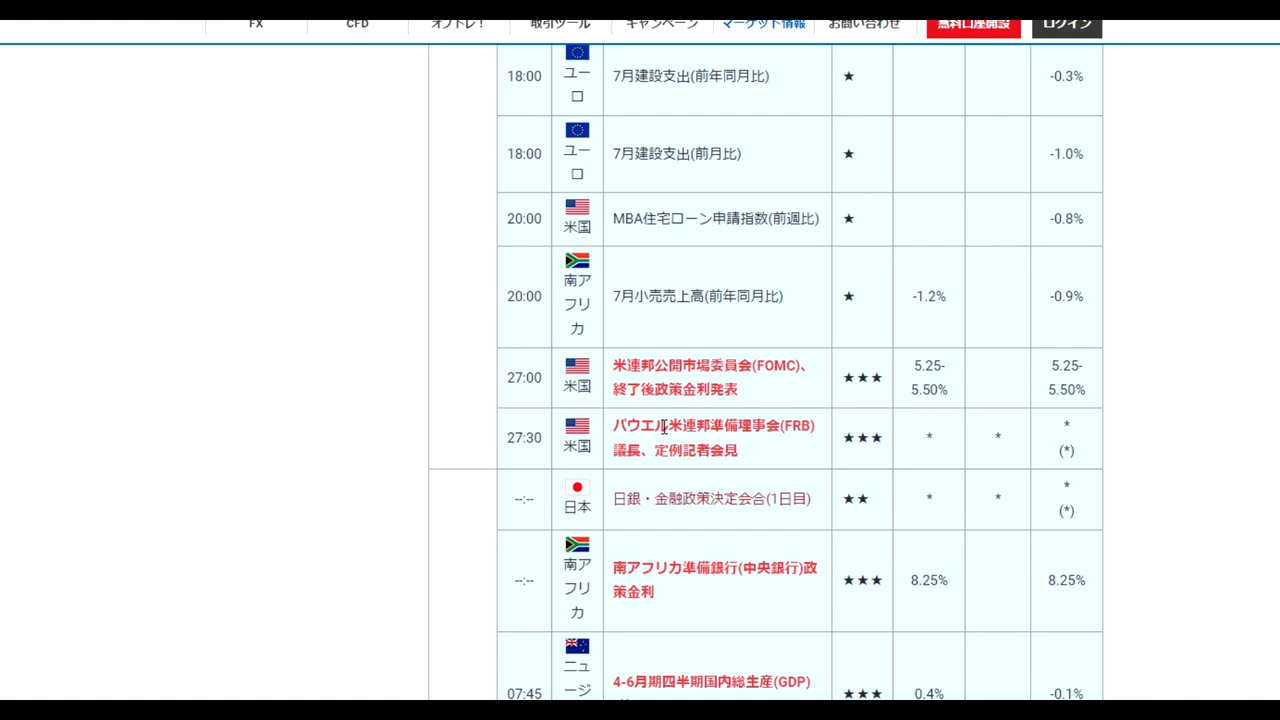 FX CFD オプトレ! 取引ツール キャンペーン マーケット情報 お問い合わせ 無料口座開設 ログイン
18:00 ユーロ 7月建設支出(前年同月比) ★ -0.3%
18:00 ユーロ 7月建設支出(前月比) ★ -1.0%
20:00 米国 MBA住宅ローン申請指数(前週比) ★ -0.8%
20:00 南アフリカ 7月小売売上高(前年同月比) ★ -1.2% -0.9%
27:00 米国 米連邦公開市場委員会(FOMC)、
終了後政策金利発表 ★★★ 5.25-
5.50% 5.25-
5.50%
27:30 米国 パウエル米連邦準備理事会(FRB)
議長、定例記者会見 ★★★ * * *
(*)
--:-- 日本 日銀・金融政策決定会合(1日目) ★★ * * *
(*)
--:-- 南アフリカ 南アフリカ準備銀行(中央銀行)政
策金利 ★★★ 8.25% 8.25%
07:45 ニュージ 4-6月期四半期国内総生産(GDP) ★★★ 0.4% -0.1%